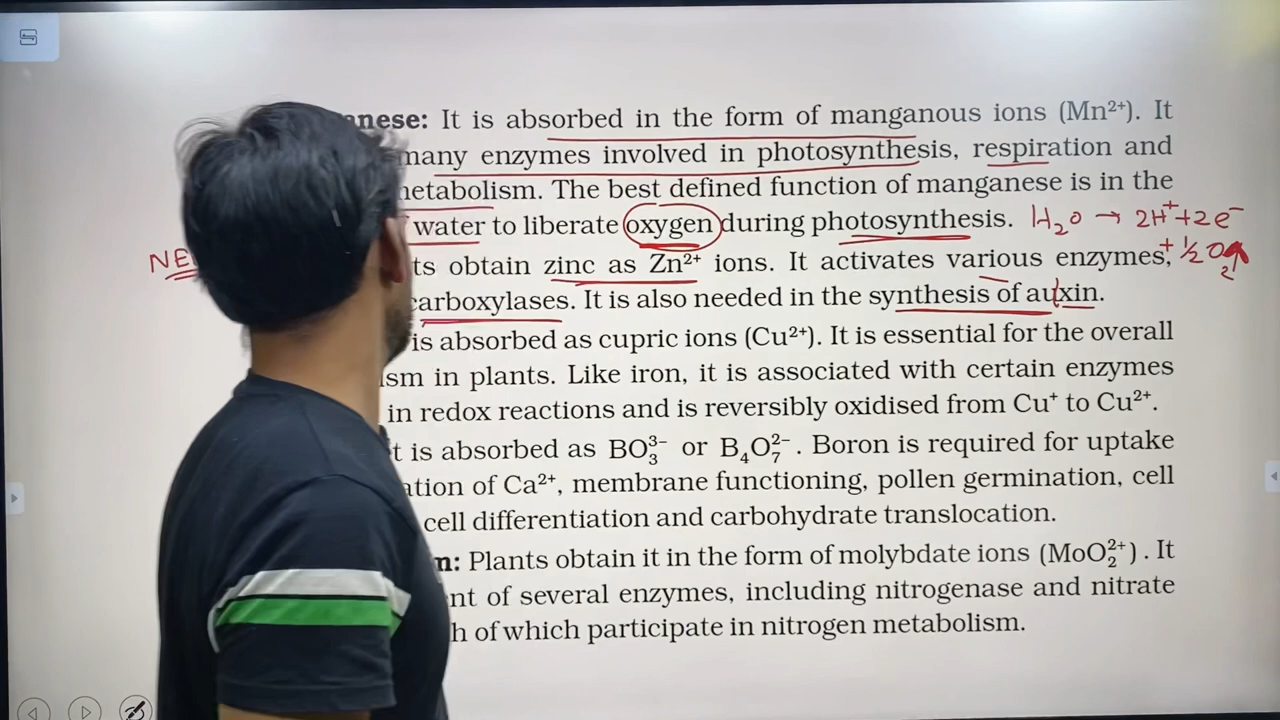 anese: It is absorbed in the form of manganous ions (Mn²⁺). It
many enzymes involved in photosynthesis, respiration and
metabolism. The best defined function of manganese is in the
water to liberate oxygen during photosynthesis. H₂O → 2H⁺+2e⁻
NE
ts obtain zinc as Zn²⁺ ions. It activates various enzymes, + ½O₂
carboxylases. It is also needed in the synthesis of auxin.
is absorbed as cupric ions (Cu²⁺). It is essential for the overall
ism in plants. Like iron, it is associated with certain enzymes
in redox reactions and is reversibly oxidised from Cu⁺ to Cu²⁺.
t is absorbed as BO₃³⁻ or B₄O₇²⁻. Boron is required for uptake
ation of Ca²⁺, membrane functioning, pollen germination, cell
cell differentiation and carbohydrate translocation.
m: Plants obtain it in the form of molybdate ions (MoO₂²⁺). It
nt of several enzymes, including nitrogenase and nitrate
h of which participate in nitrogen metabolism.